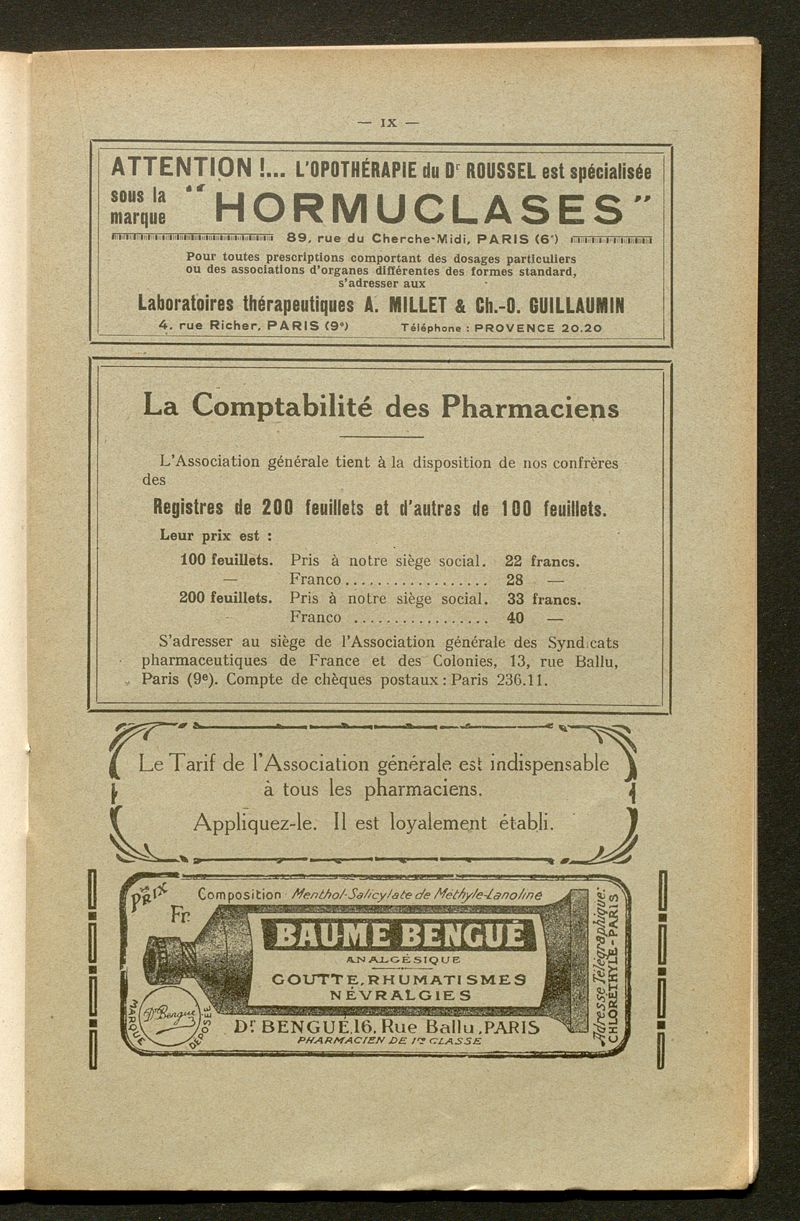 — IX —
ATTENTION !... L'OPOTHÉRAPIE du Dr ROUSSEL est spécialisée
sous la marque "HORMUCLASES"
89, rue du Cherche-Midi, PARIS (6e)
Pour toutes prescriptions comportant des dosages particuliers
ou des associations d'organes différentes des formes standard,
s'adresser aux
Laboratoires thérapeutiques A. MILLET & Ch.-O. GUILLAUMIN
4, rue Richer, PARIS (9e) Téléphone : PROVENCE 20.20
La Comptabilité des Pharmaciens
L'Association générale tient à la disposition de nos confrères
des
Registres de 200 feuillets et d'autres de 100 feuillets.
Leur prix est :
100 feuillets. Pris à notre siège social. 22 francs.
— Franco.................. 28 —
200 feuillets. Pris à notre siège social. 33 francs.
Franco ................. 40 —
S'adresser au siège de l'Association générale des Syndicats
pharmaceutiques de France et des Colonies, 13, rue Ballu,
Paris (9e). Compte de chèques postaux : Paris 236.11.
Le Tarif de l'Association générale est indispensable
à tous les pharmaciens.
Appliquez-le. Il est loyalement établi.
PRIX
Fr.
Composition Menthol-Salicylate de Méthyle-Lanoline
BAUME BENGUÉ
ANALGÉSIQUE
GOUTTE, RHUMATISMES
NÉVRALGIES
Dr. BENGUÉ, 16, Rue Ballu, PARIS
PHARMACIEN DE 1re CLASSE
MARQUE DÉPOSÉE
Dr Bengué
Adresse Télégraphique:
CHLORÉTHYLE-PARIS